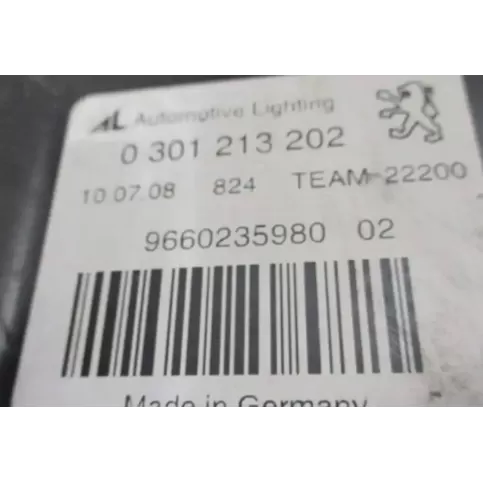 AL Automotive Lighting
0 301 213 202
10 07.08 824 TEAM-22200
9660235980 02
Made in Germany